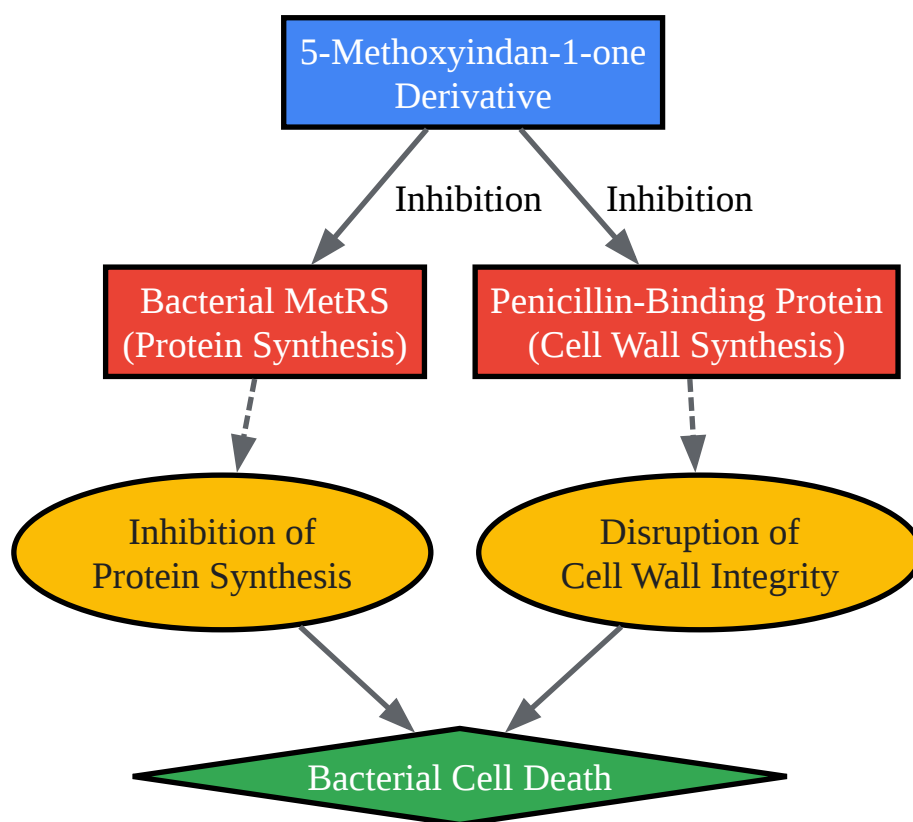 5-Methoxyindan-1-one
Derivative
Inhibition
Inhibition
Bacterial MetRS
(Protein Synthesis)
Penicillin-Binding Protein
(Cell Wall Synthesis)
Inhibition of
Protein Synthesis
Disruption of
Cell Wall Integrity
Bacterial Cell Death